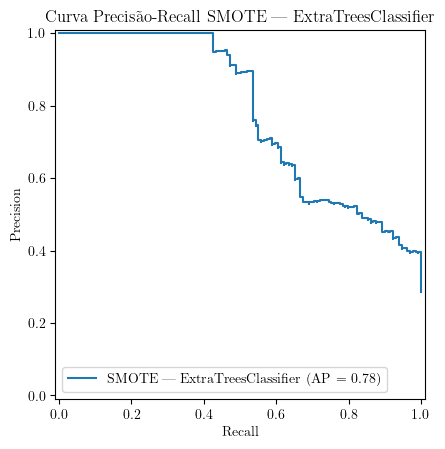 Curva Precisão-Recall SMOTE — ExtraTreesClassifier
1.0
0.8
0.6
0.4
0.2
0.0
Precision
SMOTE — ExtraTreesClassifier (AP = 0.78)
0.0 0.2 0.4 0.6 0.8 1.0
Recall